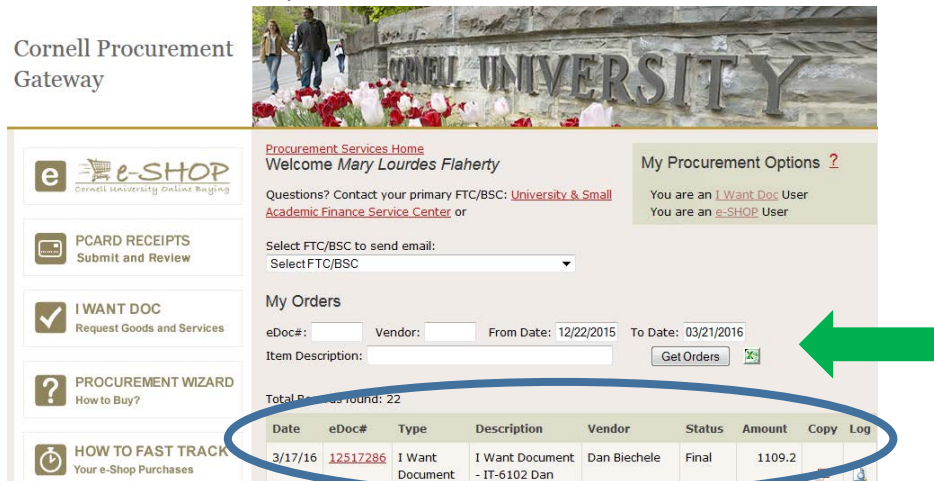 Cornell Procurement
Gateway
CORNELL UNIVERSITY
e e-SHOP
Cornell University Online Buying
PCARD RECEIPTS
Submit and Review
I WANT DOC
Request Goods and Services
? PROCUREMENT WIZARD
How to Buy?
HOW TO FAST TRACK
Your e-Shop Purchases
Procurement Services Home
Welcome Mary Lourdes Flaherty
Questions? Contact your primary FTC/BSC: University & Small
Academic Finance Service Center or
Select FTC/BSC to send email:
Select FTC/BSC
My Procurement Options ?
You are an I Want Doc User
You are an e-SHOP User
My Orders
eDoc#: Vendor: From Date: 12/22/2015 To Date: 03/21/2016
Item Description: Get Orders
Total Records found: 22
Date eDoc# Type Description Vendor Status Amount Copy Log
3/17/16 12517286 I Want I Want Document Dan Biechele Final 1109.2
Document - IT-6102 Dan